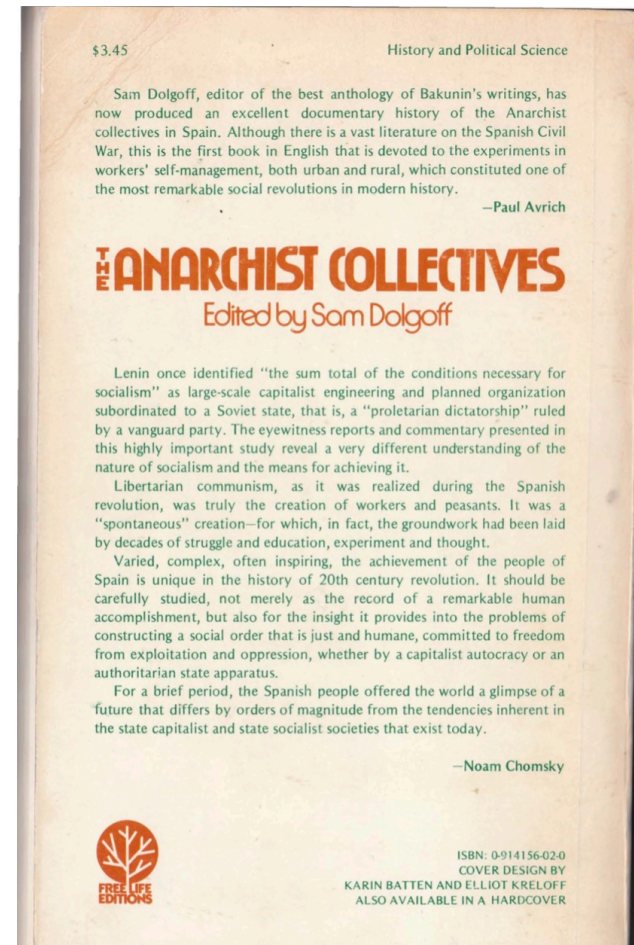 $3.45
History and Political Science
Sam Dolgoff, editor of the best anthology of Bakunin's writings, has
now produced an excellent documentary history of the Anarchist
collectives in Spain. Although there is a vast literature on the Spanish Civil
War, this is the first book in English that is devoted to the experiments in
workers' self-management, both urban and rural, which constituted one of
the most remarkable social revolutions in modern history.
—Paul Avrich
THE ANARCHIST COLLECTIVES
Edited by Sam Dolgoff
Lenin once identified "the sum total of the conditions necessary for
socialism" as large-scale capitalist engineering and planned organization
subordinated to a Soviet state, that is, a "proletarian dictatorship" ruled
by a vanguard party. The eyewitness reports and commentary presented in
this highly important study reveal a very different understanding of the
nature of socialism and the means for achieving it.
Libertarian communism, as it was realized during the Spanish
revolution, was truly the creation of workers and peasants. It was a
"spontaneous" creation—for which, in fact, the groundwork had been laid
by decades of struggle and education, experiment and thought.
Varied, complex, often inspiring, the achievement of the people of
Spain is unique in the history of 20th century revolution. It should be
carefully studied, not merely as the record of a remarkable human
accomplishment, but also for the insight it provides into the problems of
constructing a social order that is just and humane, committed to freedom
from exploitation and oppression, whether by a capitalist autocracy or an
authoritarian state apparatus.
For a brief period, the Spanish people offered the world a glimpse of a
future that differs by orders of magnitude from the tendencies inherent in
the state capitalist and state socialist societies that exist today.
—Noam Chomsky
FREE LIFE
EDITIONS
ISBN: 0-914156-02-0
COVER DESIGN BY
KARIN BATTEN AND ELLIOT KRELOFF
ALSO AVAILABLE IN A HARDCOVER